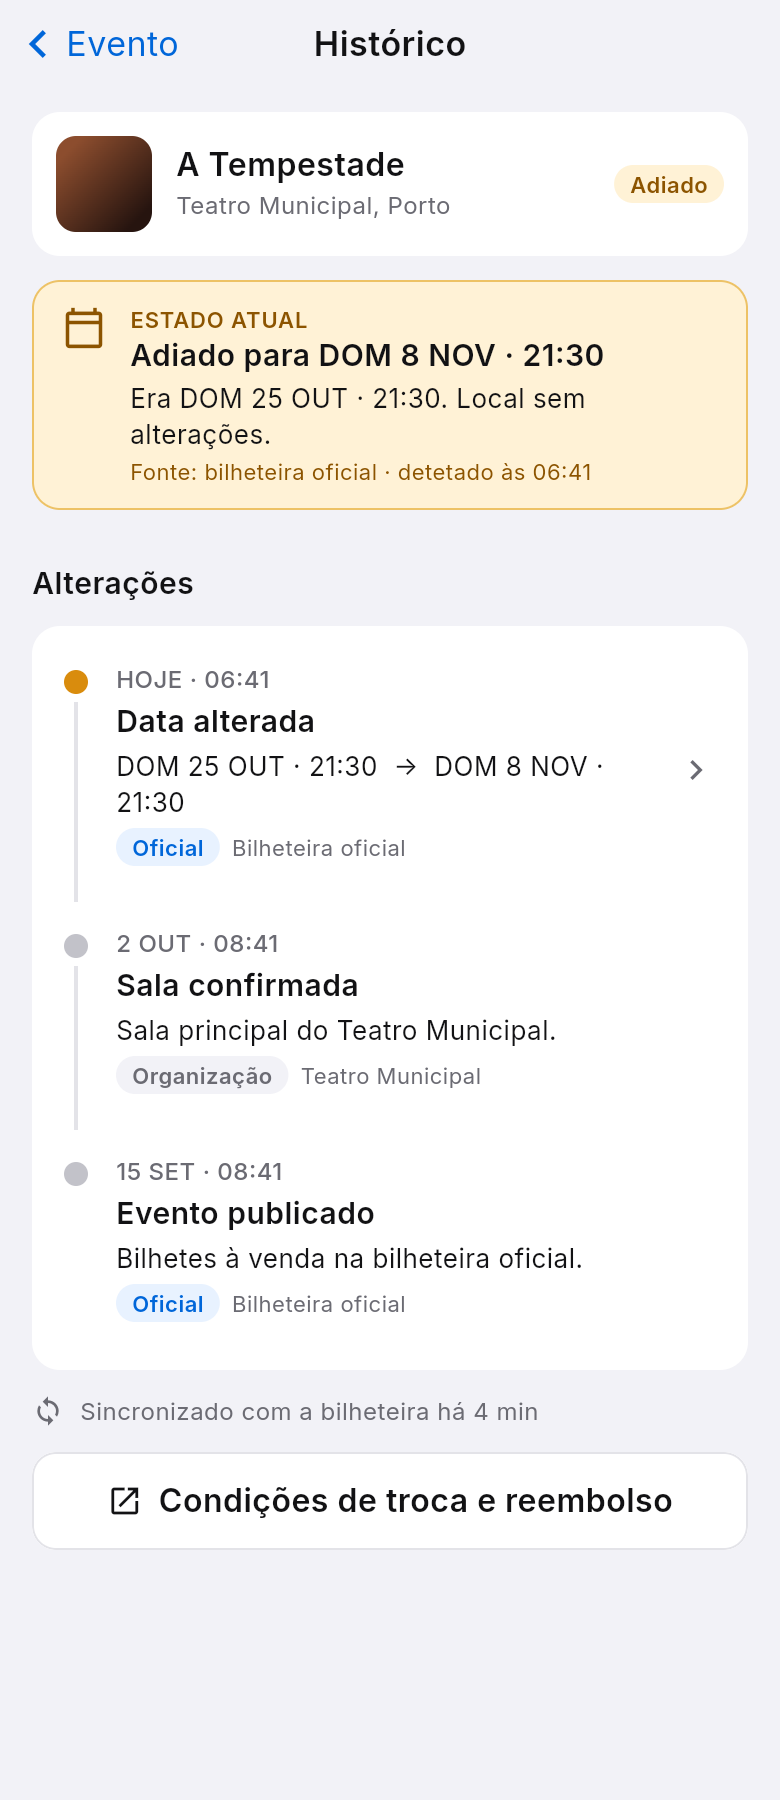 Evento
Histórico
A Tempestade
Teatro Municipal, Porto
Adiado
ESTADO ATUAL
Adiado para DOM 8 NOV · 21:30
Era DOM 25 OUT · 21:30. Local sem
alterações.
Fonte: bilheteira oficial · detetado às 06:41
Alterações
HOJE · 06:41
Data alterada
DOM 25 OUT · 21:30 → DOM 8 NOV ·
21:30
Oficial Bilheteira oficial
2 OUT · 08:41
Sala confirmada
Sala principal do Teatro Municipal.
Organização Teatro Municipal
15 SET · 08:41
Evento publicado
Bilhetes à venda na bilheteira oficial.
Oficial Bilheteira oficial
Sincronizado com a bilheteira há 4 min
Condições de troca e reembolso